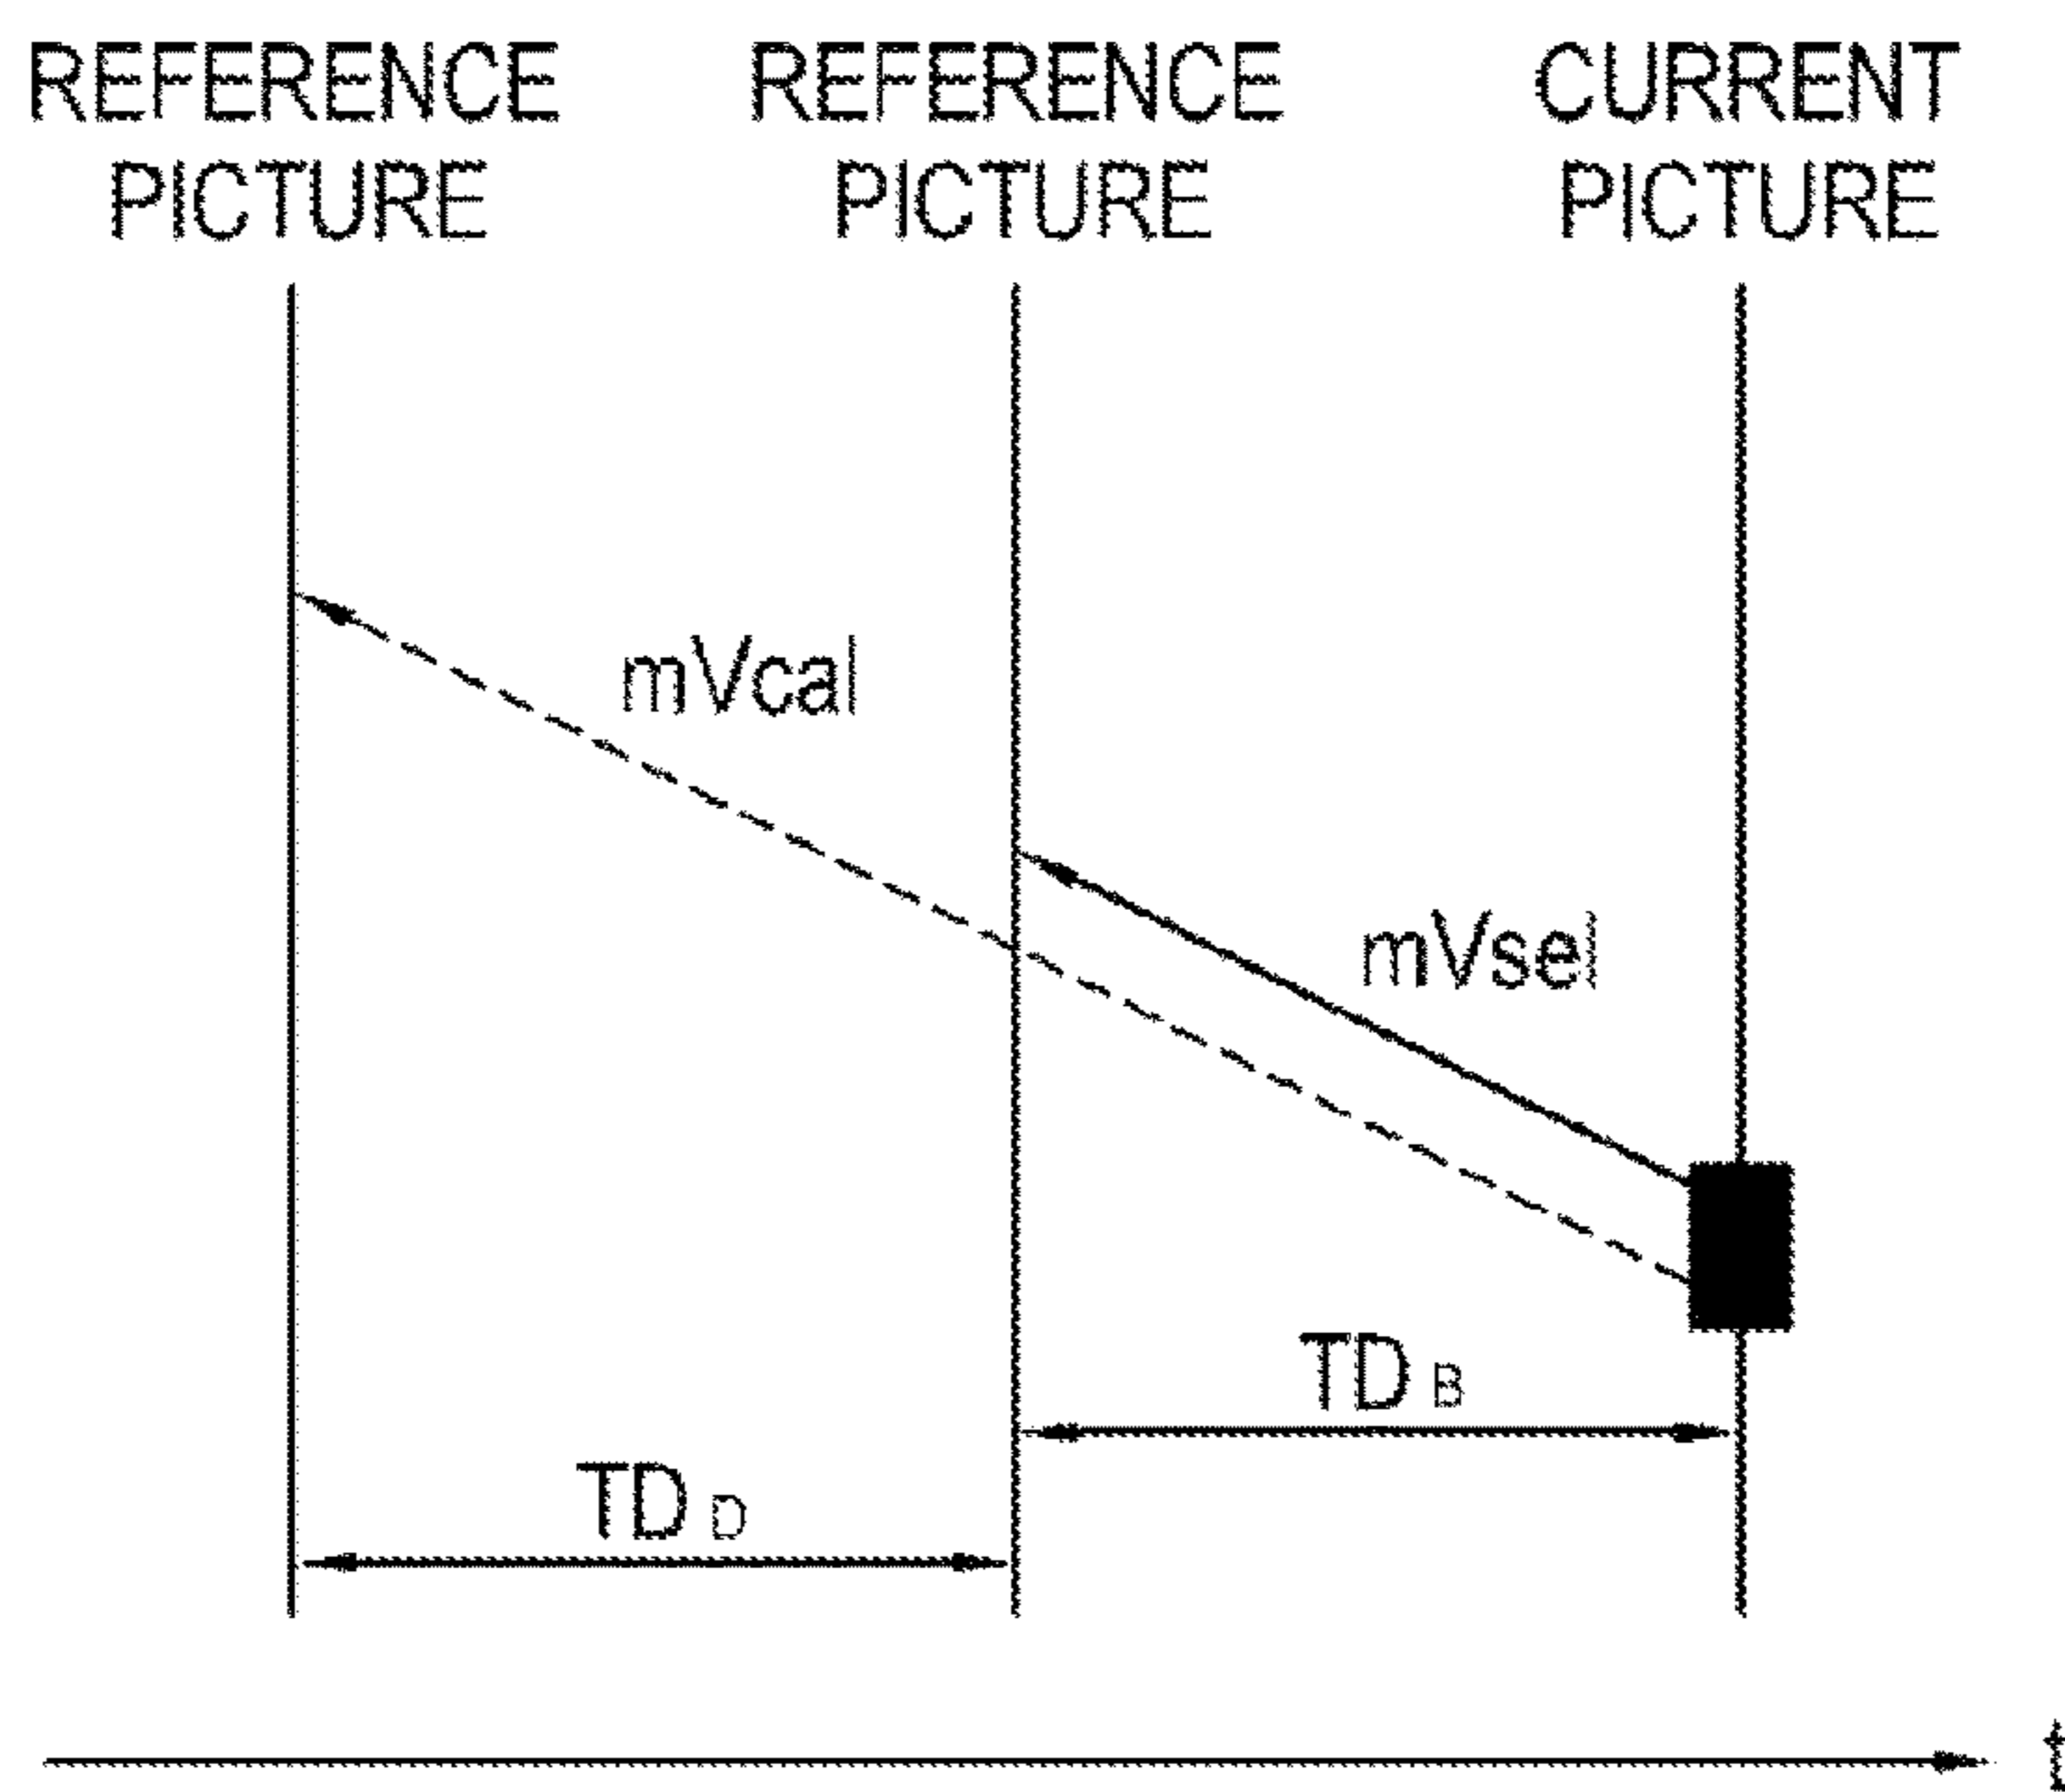 REFERENCE PICTURE
REFERENCE PICTURE
CURRENT PICTURE
mVcal
mVsel
TD B
TD D
t